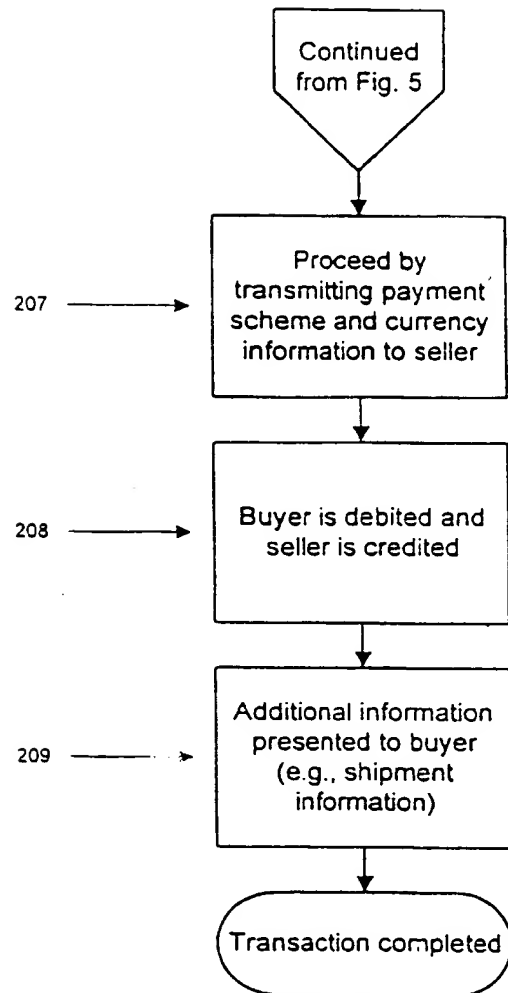 Continued
from Fig. 5
207
Proceed by
transmitting payment
scheme and currency
information to seller
208
Buyer is debited and
seller is credited
209
Additional information
presented to buyer
(e.g., shipment
information)
Transaction completed